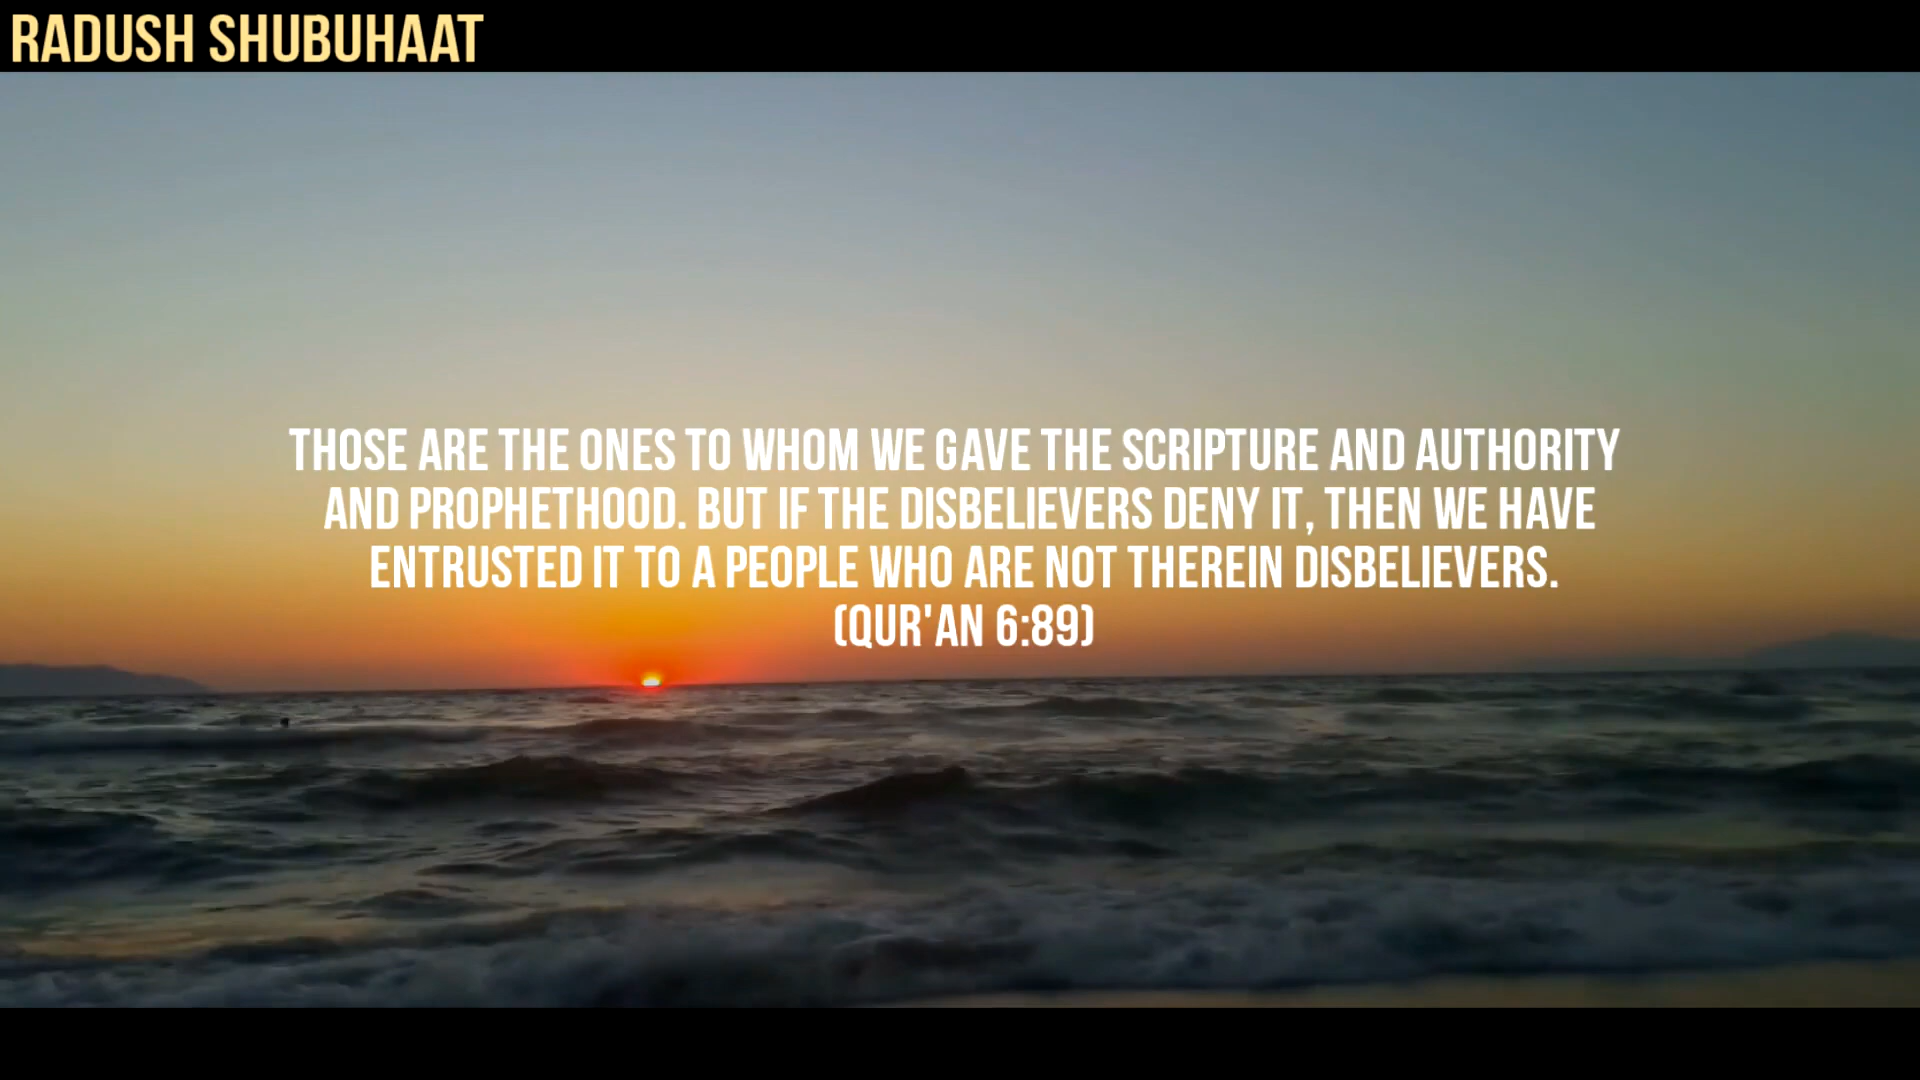 RADUSH SHUBUHAAT
THOSE ARE THE ONES TO WHOM WE GAVE THE SCRIPTURE AND AUTHORITY
AND PROPHETHOOD. BUT IF THE DISBELIEVERS DENY IT, THEN WE HAVE
ENTRUSTED IT TO A PEOPLE WHO ARE NOT THEREIN DISBELIEVERS.
(QUR'AN 6:89)